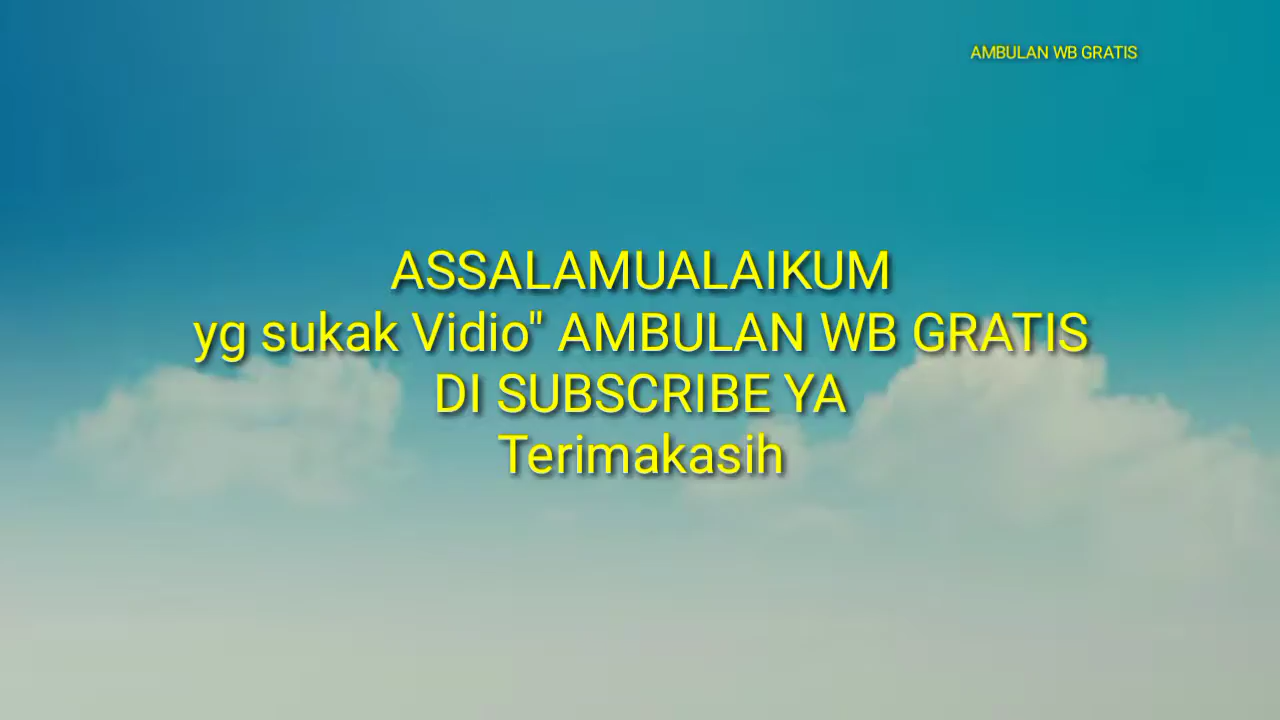 AMBULAN WB GRATIS
ASSALAMUALAIKUM
yg sukak Vidio" AMBULAN WB GRATIS
DI SUBSCRIBE YA
Terimakasih